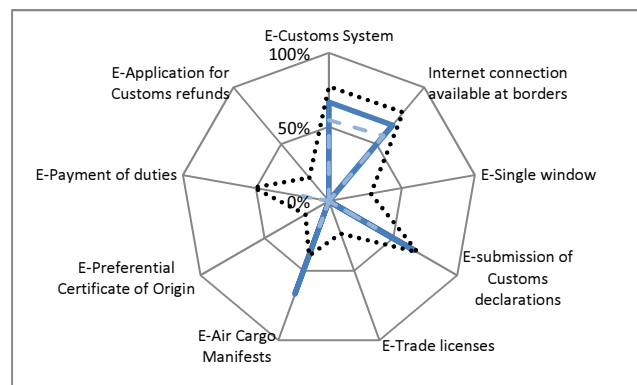 E-Customs System
100%
Internet connection
available at borders
E-Application for
Customs refunds
50%
E-Payment of duties
E-Single window
0%
E-Preferential
Certificate of Origin
E-submission of
Customs
declarations
E-Air Cargo
Manifests
E-Trade licenses